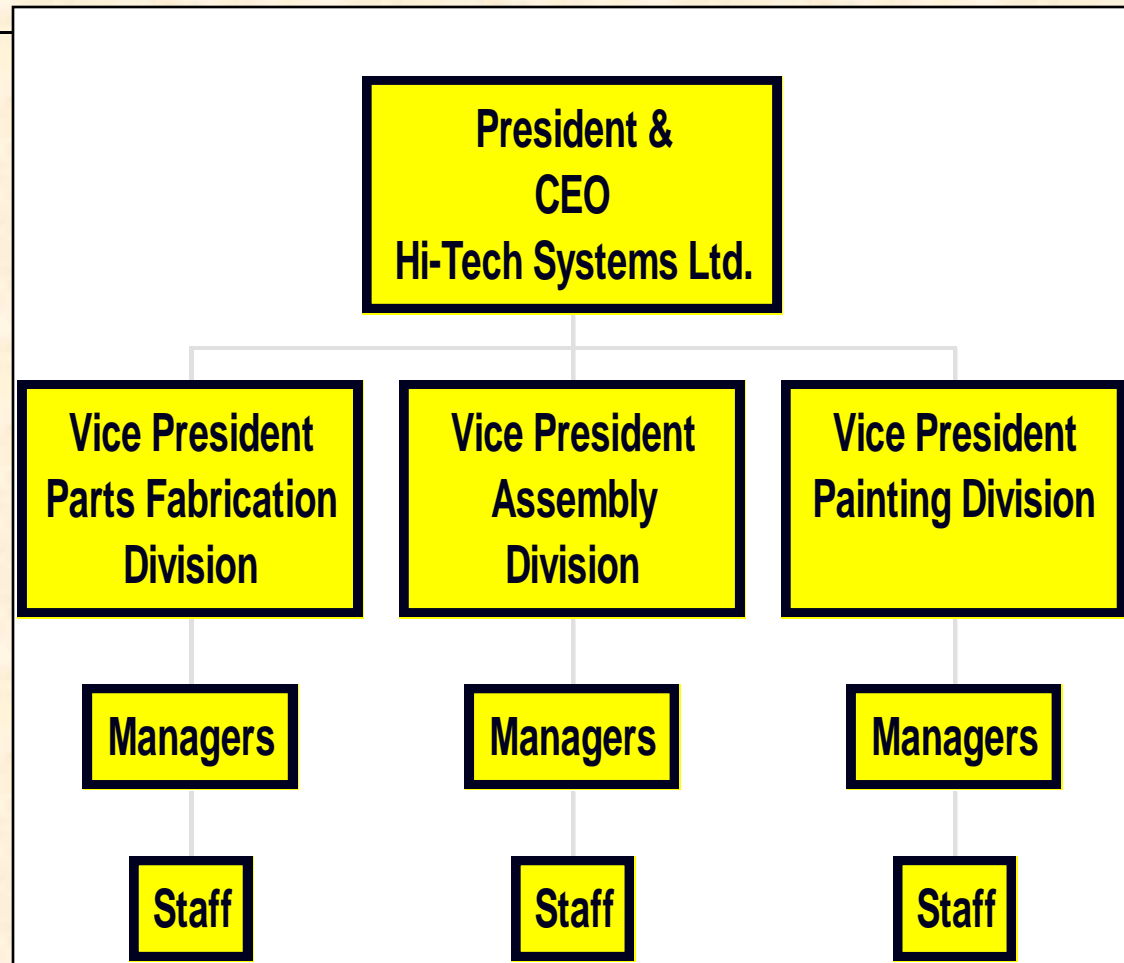 President &
CEO
Hi-Tech Systems Ltd.
Vice President
Parts Fabrication
Division
Vice President
Assembly
Division
Vice President
Painting Division
Managers
Managers
Managers
Staff
Staff
Staff